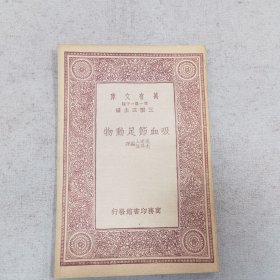 萬有文庫
第一集一千種
王雲五主編
物動足節血吸
行發館書印務商